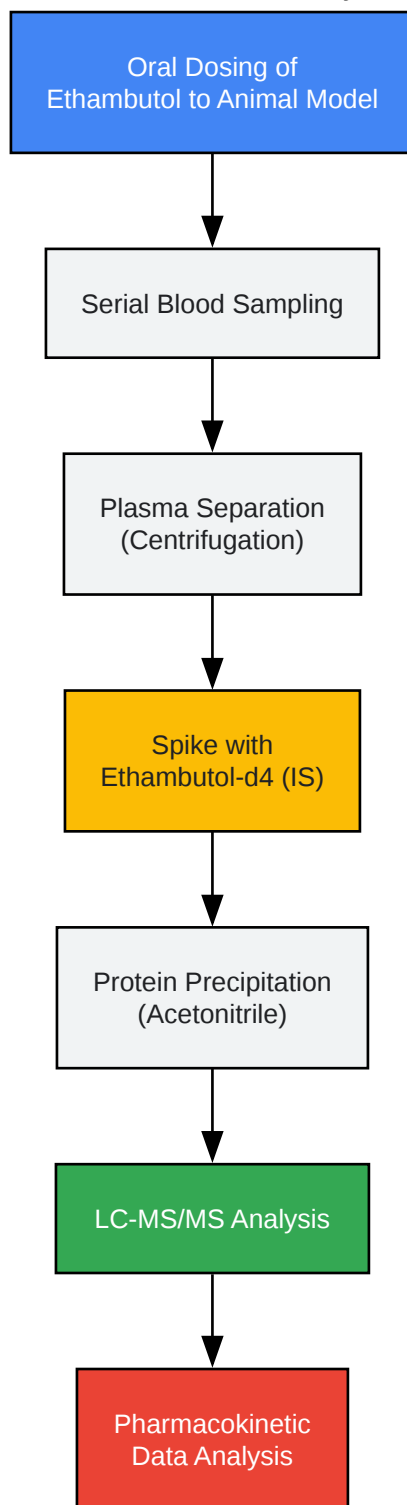 Oral Dosing of
Ethambutol to Animal Model
Serial Blood Sampling
Plasma Separation
(Centrifugation)
Spike with
Ethambutol-d4 (IS)
Protein Precipitation
(Acetonitrile)
LC-MS/MS Analysis
Pharmacokinetic
Data Analysis